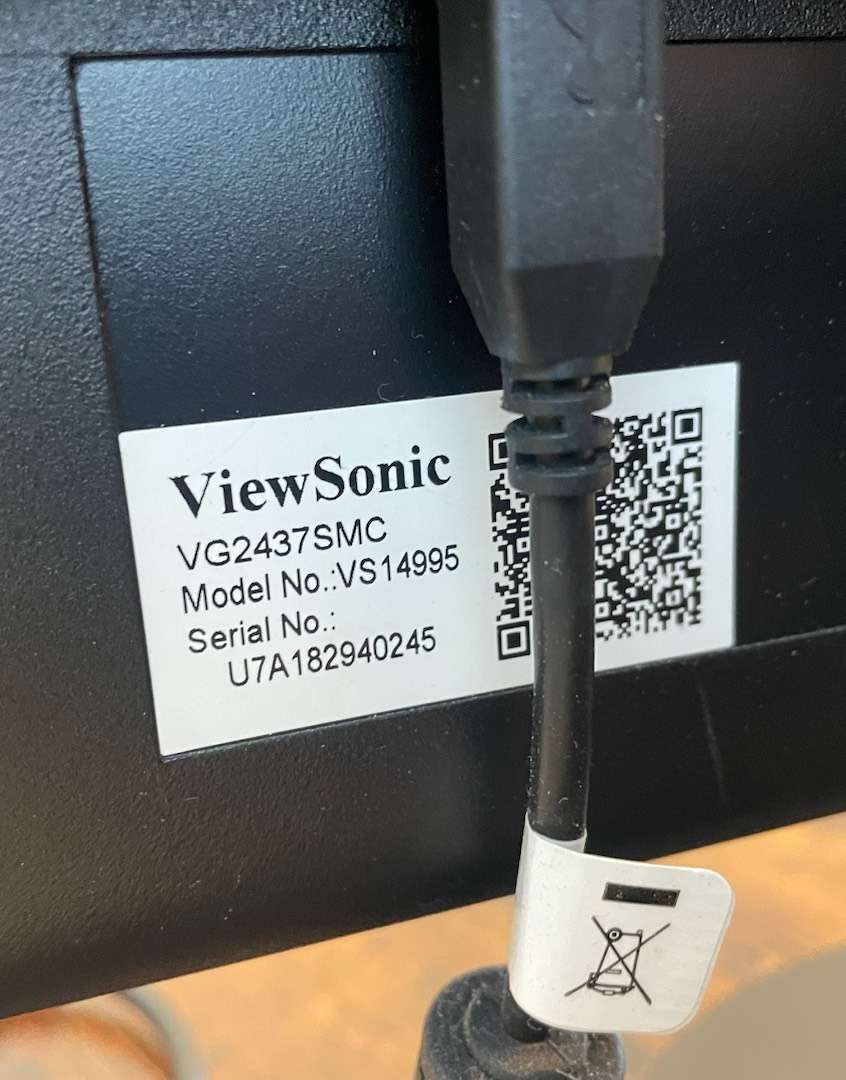 ViewSonic
VG2437SMC
Model No.:VS14995
Serial No.:
U7A182940245